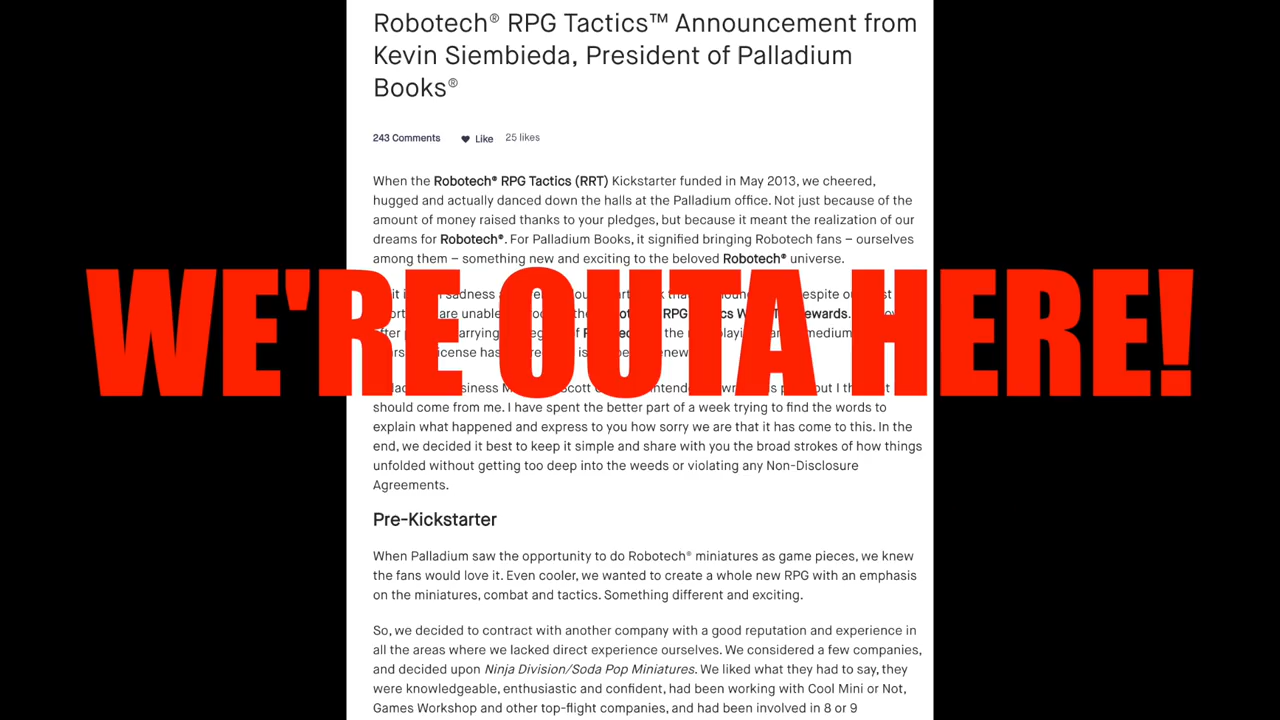 Robotech® RPG Tactics™ Announcement from
Kevin Siembieda, President of Palladium
Books®
243 Comments
Like
25 likes
When the Robotech® RPG Tactics (RRT) Kickstarter funded in May 2013, we cheered,
hugged and actually danced down the halls at the Palladium office. Not just because of the
amount of money raised thanks to your pledges, but because it meant the realization of our
dreams for Robotech®. For Palladium Books, it signified bringing Robotech fans – ourselves
among them – something new and exciting to the beloved Robotech® universe.
it sadness
are unable RPG
the medium
license has
WE'RE OUTA HERE!
should come from me. I have spent the better part of a week trying to find the words to
explain what happened and express to you how sorry we are that it has come to this. In the
end, we decided it best to keep it simple and share with you the broad strokes of how things
unfolded without getting too deep into the weeds or violating any Non-Disclosure
Agreements.
Pre-Kickstarter
When Palladium saw the opportunity to do Robotech® miniatures as game pieces, we knew
the fans would love it. Even cooler, we wanted to create a whole new RPG with an emphasis
on the miniatures, combat and tactics. Something different and exciting.
So, we decided to contract with another company with a good reputation and experience in
all the areas where we lacked direct experience ourselves. We considered a few companies,
and decided upon Ninja Division/Soda Pop Miniatures. We liked what they had to say, they
were knowledgeable, enthusiastic and confident, had been working with Cool Mini or Not,
Games Workshop and other top-flight companies, and had been involved in 8 or 9